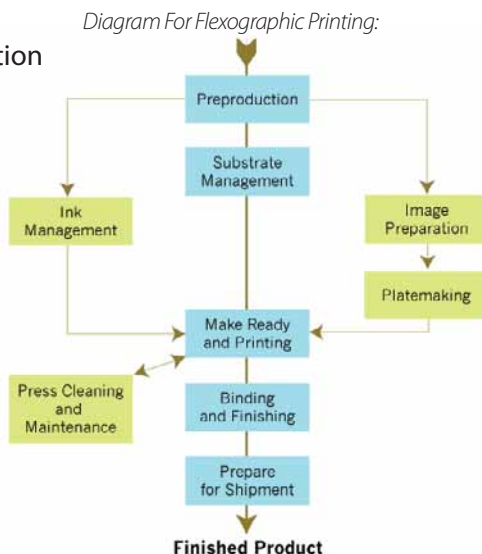 Diagram For Flexographic Printing:
Preproduction
Substrate
Management
Ink
Management
Image
Preparation
Platemaking
Make Ready
and Printing
Press Cleaning
and
Maintenance
Binding
and Finishing
Prepare
for Shipment
Finished Product